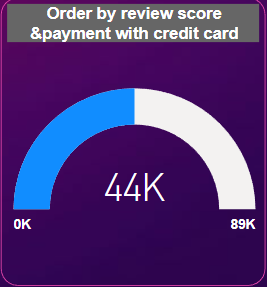 Order by review score
&payment with credit card
44K
0K 89K